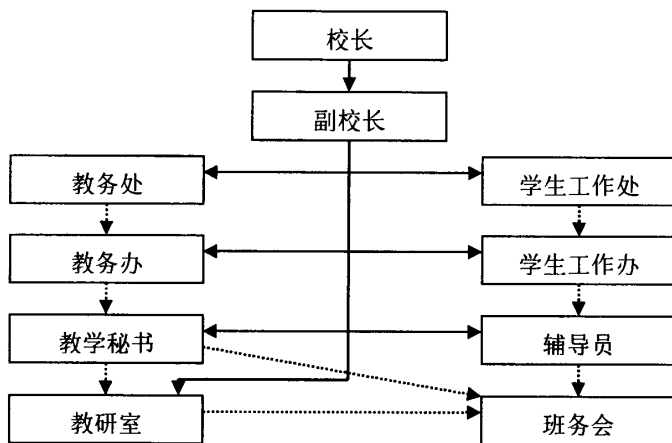 校长
副校长
教务处
学生工作处
教务办
学生工作办
教学秘书
辅导员
教研室
班务会